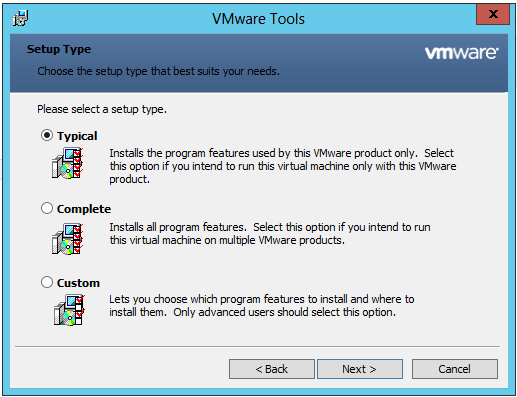 VMware Tools
x
Setup Type
vmware®
Choose the setup type that best suits your needs.
Please select a setup type.
Typical
Installs the program features used by this VMware product only. Select
this option if you intend to run this virtual machine only with this VMware
product.
Complete
Installs all program features. Select this option if you intend to run
this virtual machine on multiple VMware products.
Custom
Lets you choose which program features to install and where to
install them. Only advanced users should select this option.
< Back
Next >
Cancel